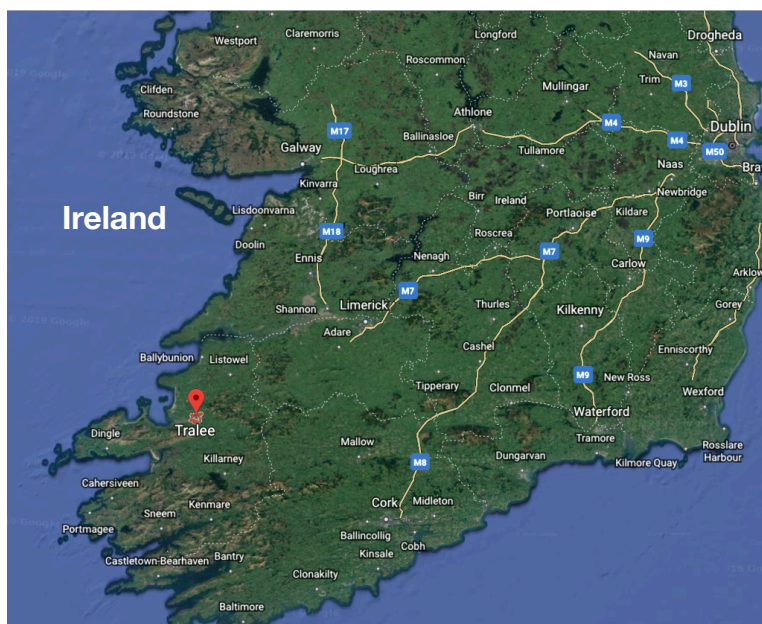 Drogheda
Longford
Claremorris
Westport
Navan
Roscommon
Trim
M3
Mullingar
Clifden
Roundstone
Athlone
M4
Dublin
M17
Ballinasloe
M4
Galway
Tullamore
M50
Naas
Bra
Loughrea
Kinvarra
Newbridge
Birr
Ireland
Ireland
Lisdoonvarna
Portlaoise
Kildare
M18
Roscrea
M9
Doolin
M7
Ennis
Nenagh
Carlow
Arklow
M7
Shannon
Limerick
Thurles
Kilkenny
Gorey
Adare
Cashel
Enniscorthy
Ballybunion
Listowel
M9
New Ross
Tipperary
Clonmel
Wexford
Waterford
Tralee
Dingle
Mallow
Tramore
Rosslare
Harbour
Killarney
Dungarvan
Kilmore Quay
M8
Cahersiveen
Kenmare
Cork
Midleton
Sneem
Portmagee
Ballincollig
Cobh
Kinsale
Castletown-Bearhaven
Bantry
Clonakilty
Baltimore